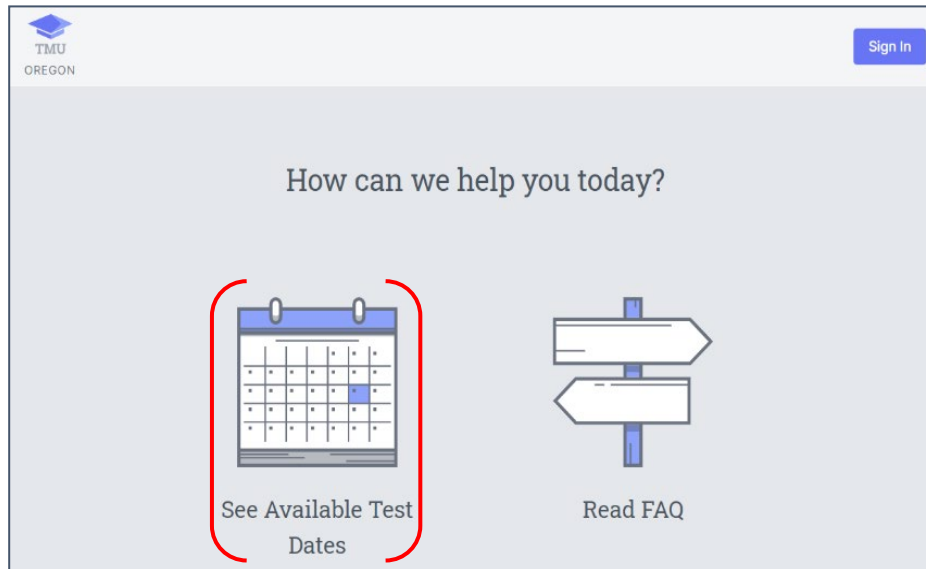 TMU
OREGON
Sign In
How can we help you today?
See Available Test
Dates
Read FAQ